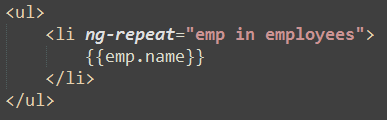 <ul>
    <li ng-repeat="emp in employees">
        {{emp.name}}
    </li>
</ul>